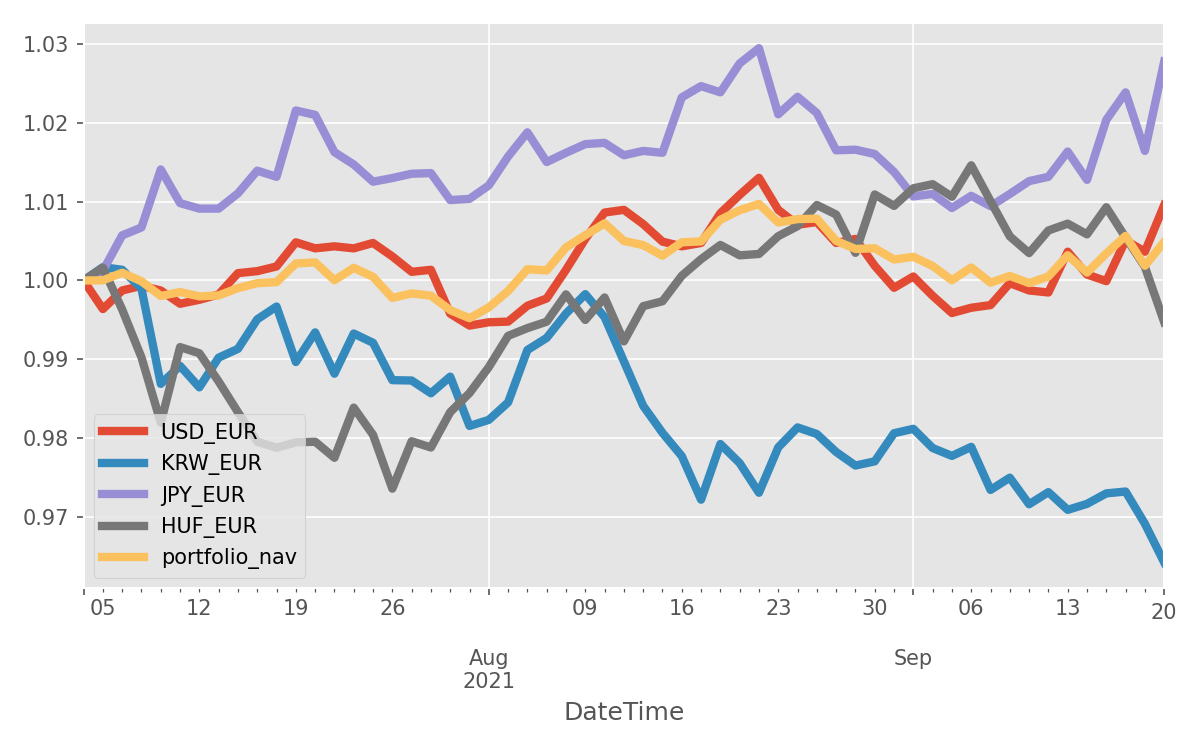 1.03
1.02
1.01
1.00
0.99
0.98
0.97
USD_EUR
KRW_EUR
JPY_EUR
HUF_EUR
portfolio_nav
05 12 19 26 09 16 23 30 06 13 20
Aug Sep
2021
DateTime